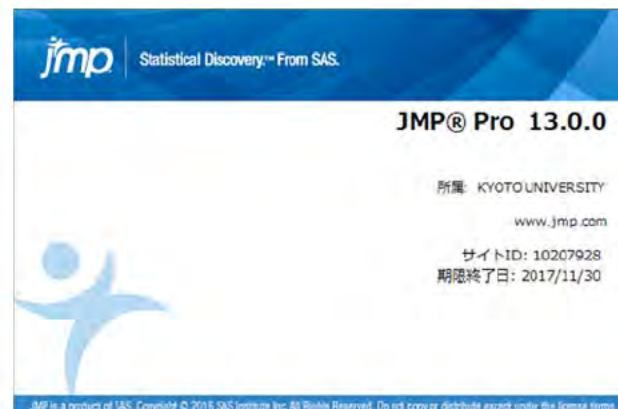 jmp
Statistical Discovery.™ From SAS.
JMP® Pro 13.0.0
所属: KYOTO UNIVERSITY
www.jmp.com
サイトID: 10207928
期限終了日: 2017/11/30
JMP is a product of SAS. Copyright © 2016 SAS Institute Inc. All Rights Reserved. Do not copy or distribute except under the license terms.